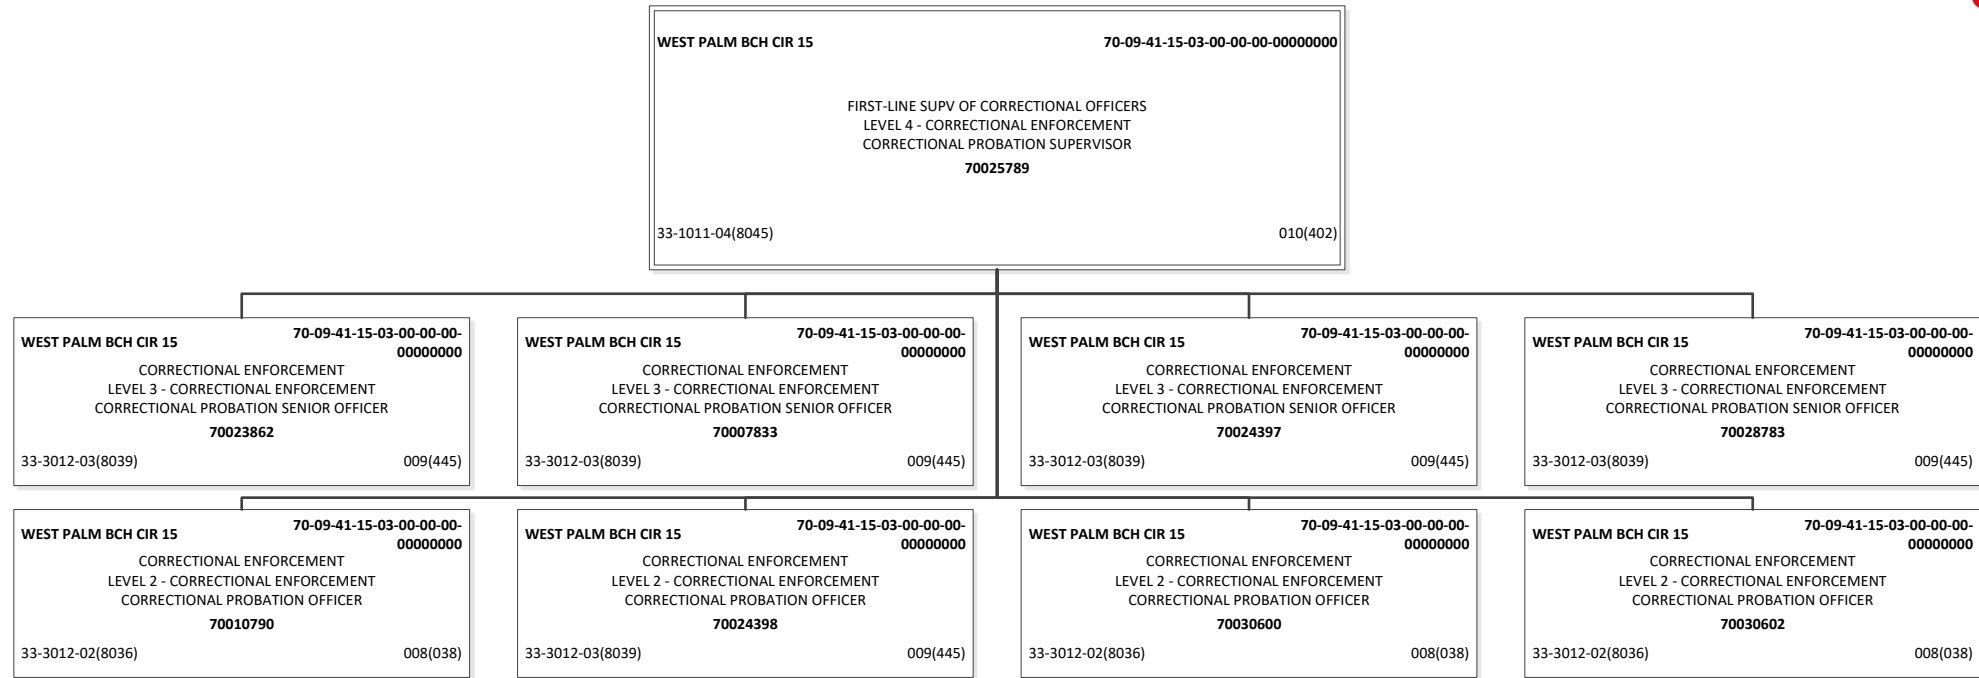 WEST PALM BCH CIR 15 70-09-41-15-03-00-00-00-00000000
FIRST-LINE SUPV OF CORRECTIONAL OFFICERS
LEVEL 4 - CORRECTIONAL ENFORCEMENT
CORRECTIONAL PROBATION SUPERVISOR
70025789
33-1011-04(8045) 010(402)
WEST PALM BCH CIR 15 70-09-41-15-03-00-00-00-
00000000
CORRECTIONAL ENFORCEMENT
LEVEL 3 - CORRECTIONAL ENFORCEMENT
CORRECTIONAL PROBATION SENIOR OFFICER
70023862
33-3012-03(8039) 009(445)
WEST PALM BCH CIR 15 70-09-41-15-03-00-00-00-
00000000
CORRECTIONAL ENFORCEMENT
LEVEL 3 - CORRECTIONAL ENFORCEMENT
CORRECTIONAL PROBATION SENIOR OFFICER
70007833
33-3012-03(8039) 009(445)
WEST PALM BCH CIR 15 70-09-41-15-03-00-00-00-
00000000
CORRECTIONAL ENFORCEMENT
LEVEL 3 - CORRECTIONAL ENFORCEMENT
CORRECTIONAL PROBATION SENIOR OFFICER
70024397
33-3012-03(8039) 009(445)
WEST PALM BCH CIR 15 70-09-41-15-03-00-00-00-
00000000
CORRECTIONAL ENFORCEMENT
LEVEL 3 - CORRECTIONAL ENFORCEMENT
CORRECTIONAL PROBATION SENIOR OFFICER
70028783
33-3012-03(8039) 009(445)
WEST PALM BCH CIR 15 70-09-41-15-03-00-00-00-
00000000
CORRECTIONAL ENFORCEMENT
LEVEL 2 - CORRECTIONAL ENFORCEMENT
CORRECTIONAL PROBATION OFFICER
70010790
33-3012-02(8036) 008(038)
WEST PALM BCH CIR 15 70-09-41-15-03-00-00-00-
00000000
CORRECTIONAL ENFORCEMENT
LEVEL 2 - CORRECTIONAL ENFORCEMENT
CORRECTIONAL PROBATION OFFICER
70024398
33-3012-03(8039) 009(445)
WEST PALM BCH CIR 15 70-09-41-15-03-00-00-00-
00000000
CORRECTIONAL ENFORCEMENT
LEVEL 2 - CORRECTIONAL ENFORCEMENT
CORRECTIONAL PROBATION OFFICER
70030600
33-3012-02(8036) 008(038)
WEST PALM BCH CIR 15 70-09-41-15-03-00-00-00-
00000000
CORRECTIONAL ENFORCEMENT
LEVEL 2 - CORRECTIONAL ENFORCEMENT
CORRECTIONAL PROBATION OFFICER
70030602
33-3012-02(8036) 008(038)